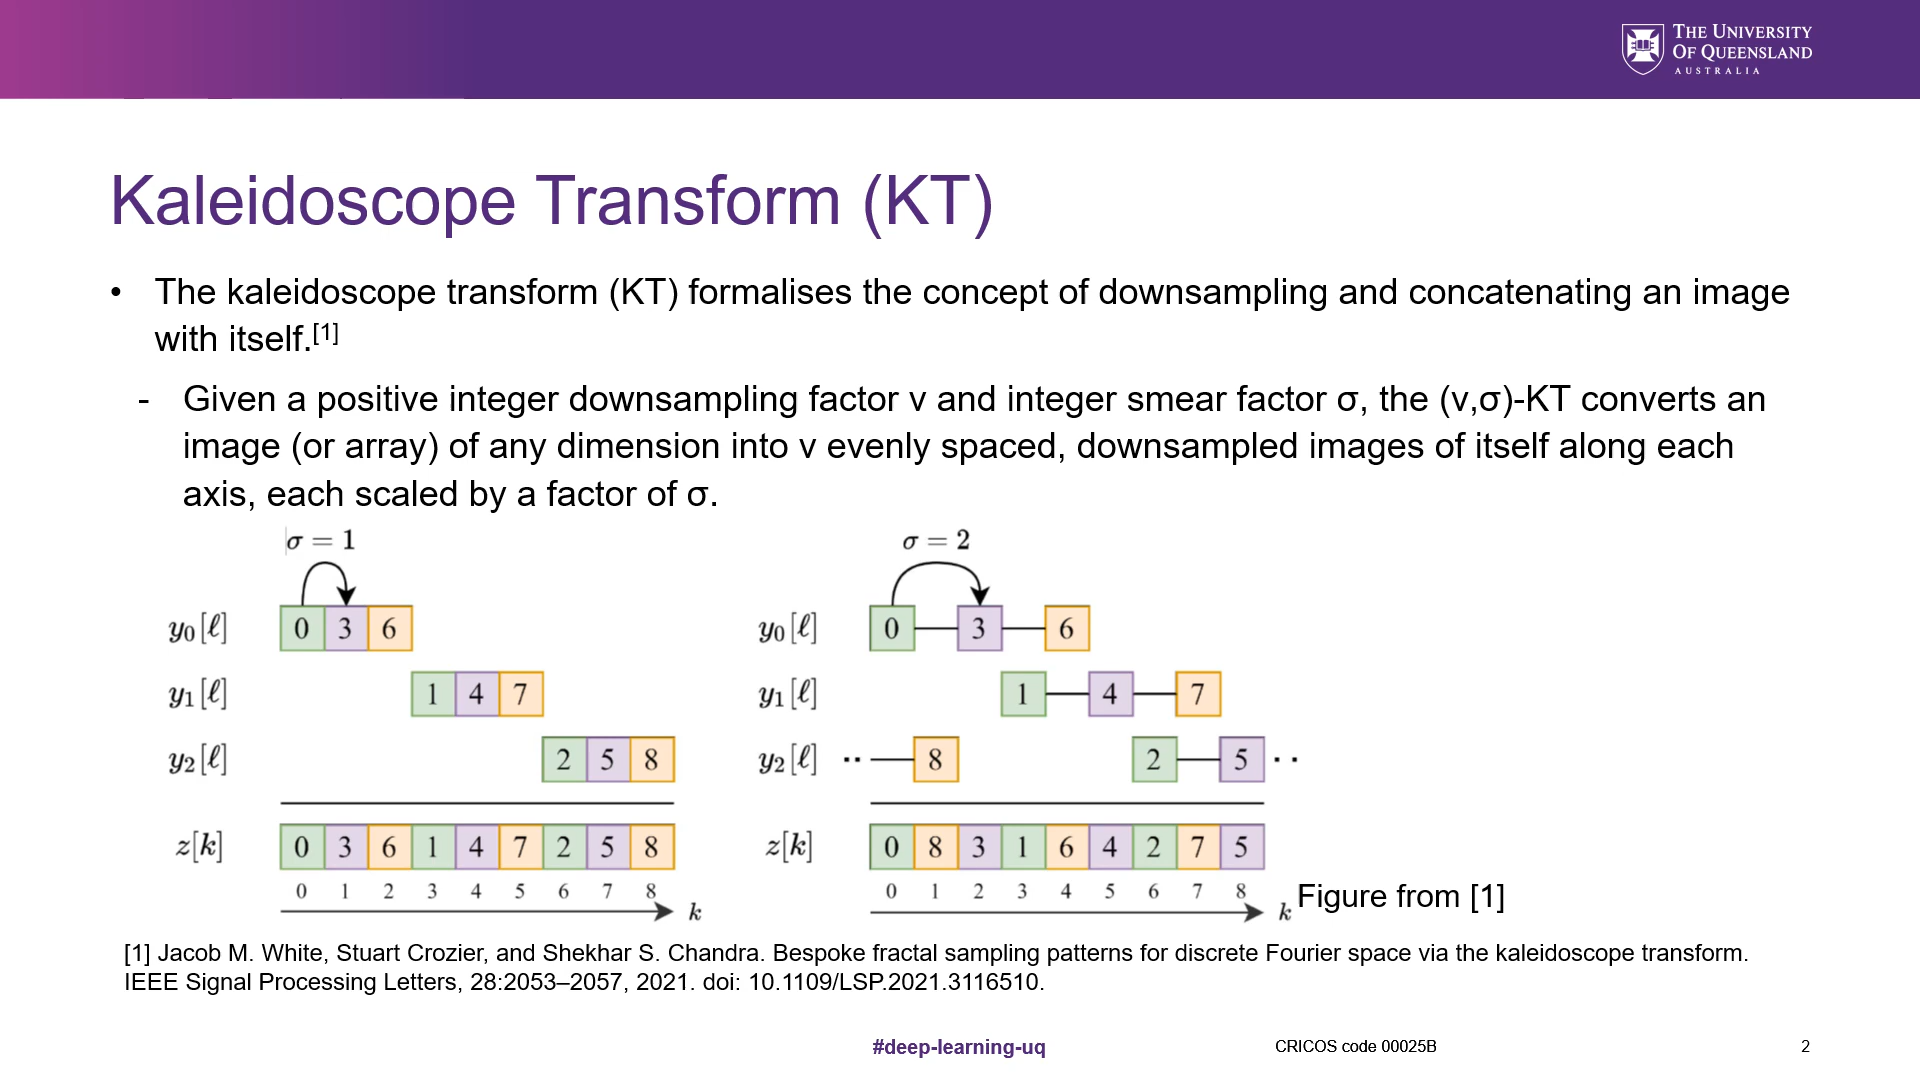 THE UNIVERSITY
OF QUEENSLAND
AUSTRALIA
Kaleidoscope Transform (KT)
• The kaleidoscope transform (KT) formalises the concept of downsampling and concatenating an image
with itself.[1]
- Given a positive integer downsampling factor ν and integer smear factor σ, the (ν,σ)-KT converts an
image (or array) of any dimension into ν evenly spaced, downsampled images of itself along each
axis, each scaled by a factor of σ.
σ = 1
y₀[ℓ] 0 3 6
y₁[ℓ] 1 4 7
y₂[ℓ] 2 5 8
z[k] 0 3 6 1 4 7 2 5 8
0 1 2 3 4 5 6 7 8
k
σ = 2
y₀[ℓ] 0 3 6
y₁[ℓ] 1 4 7
y₂[ℓ] ·· 8 2 5 ··
z[k] 0 8 3 1 6 4 2 7 5
0 1 2 3 4 5 6 7 8
k
Figure from [1]
[1] Jacob M. White, Stuart Crozier, and Shekhar S. Chandra. Bespoke fractal sampling patterns for discrete Fourier space via the kaleidoscope transform.
IEEE Signal Processing Letters, 28:2053–2057, 2021. doi: 10.1109/LSP.2021.3116510.
#deep-learning-uq
CRICOS code 00025B
2